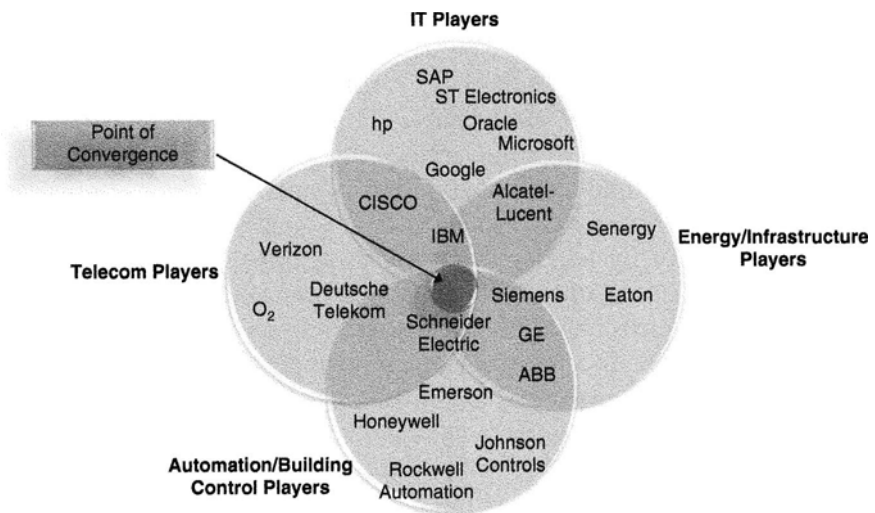 IT Players
SAP
ST Electronics
hp
Oracle
Microsoft
Point of
Convergence
Google
CISCO
Alcatel-
Lucent
IBM
Senergy
Energy/Infrastructure
Players
Verizon
Telecom Players
Deutsche
Telekom
O₂
Siemens
Eaton
Schneider
Electric
GE
ABB
Emerson
Honeywell
Johnson
Controls
Automation/Building
Control Players
Rockwell
Automation